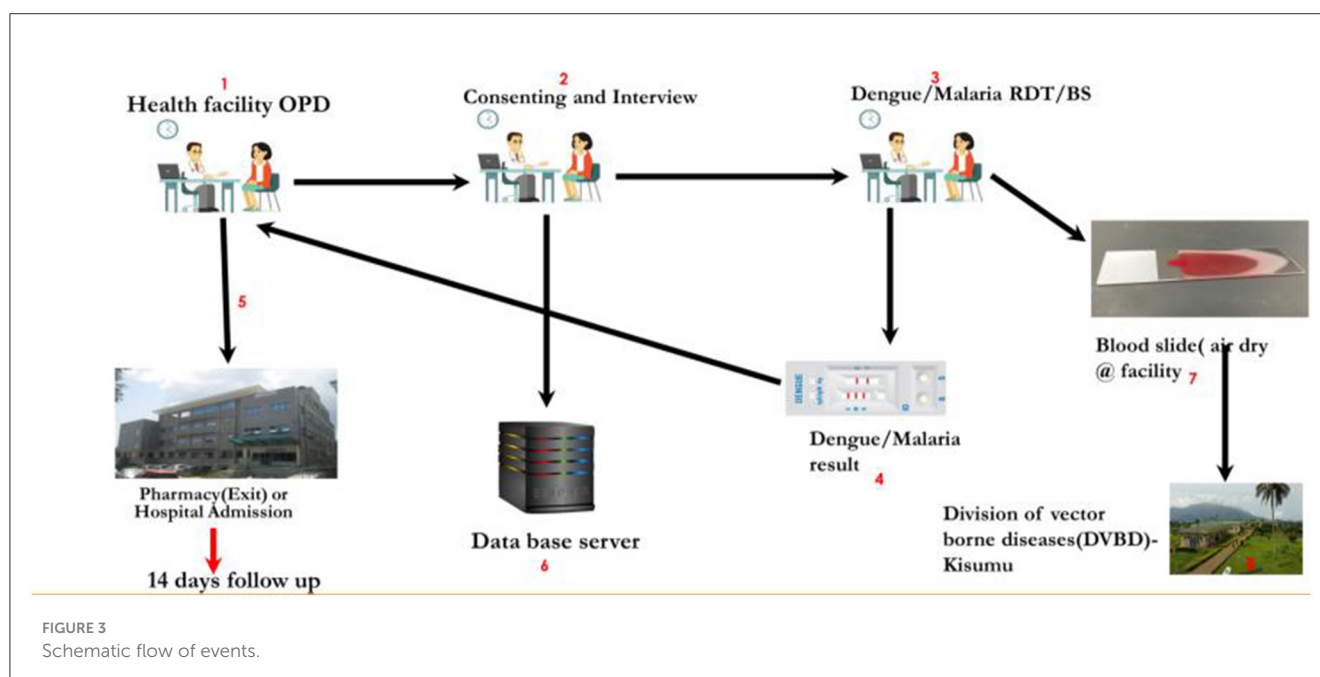 1
Health facility OPD
2
Consenting and Interview
3
Dengue/Malaria RDT/BS
5
Pharmacy(Exit) or
Hospital Admission
14 days follow up
Data base server
6
DENGUE
Dengue/Malaria
result 4
Blood slide( air dry
@ facility 7
Division of vector
borne diseases(DVBD)-
Kisumu
8
FIGURE 3
Schematic flow of events.